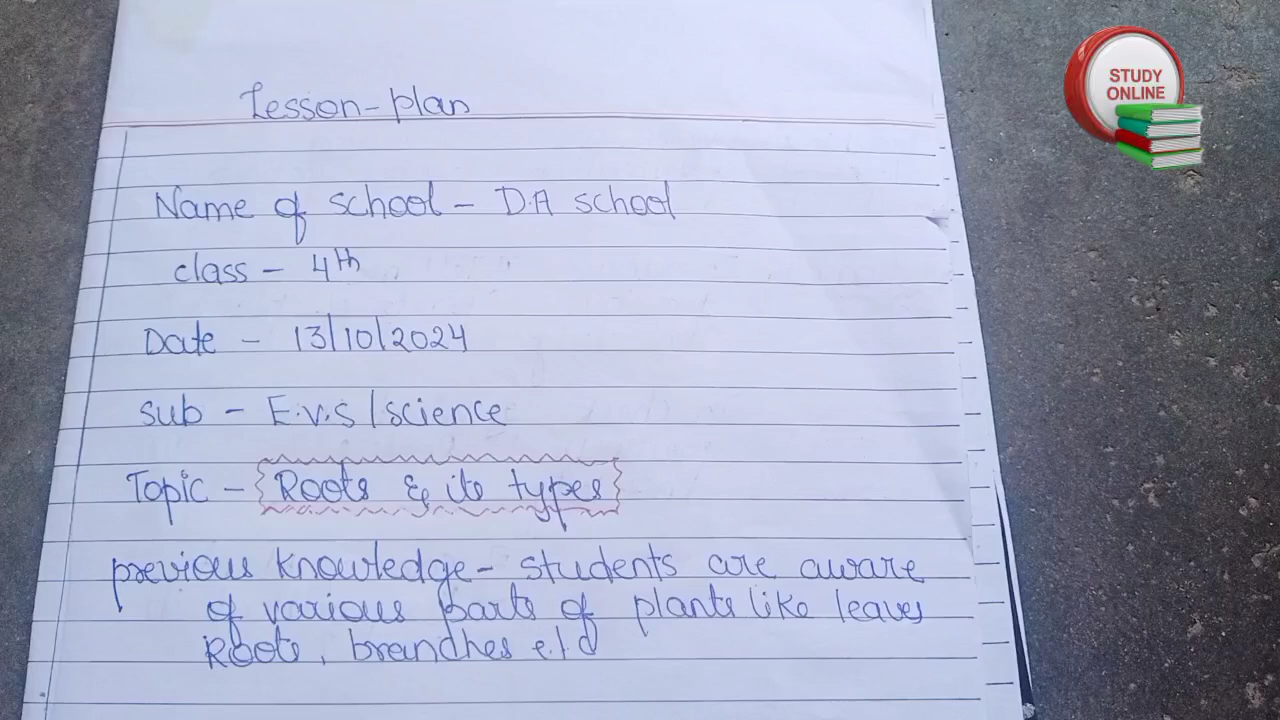 Lesson-plan
STUDY
ONLINE
Name of school - D.A school
class - 4th
Date - 13/10/2024
sub - E.v.s/science
Topic - {Roots & its types}
previous knowledge- students are aware
of various parts of plants like leaves
Roots, brandhes e.t.c